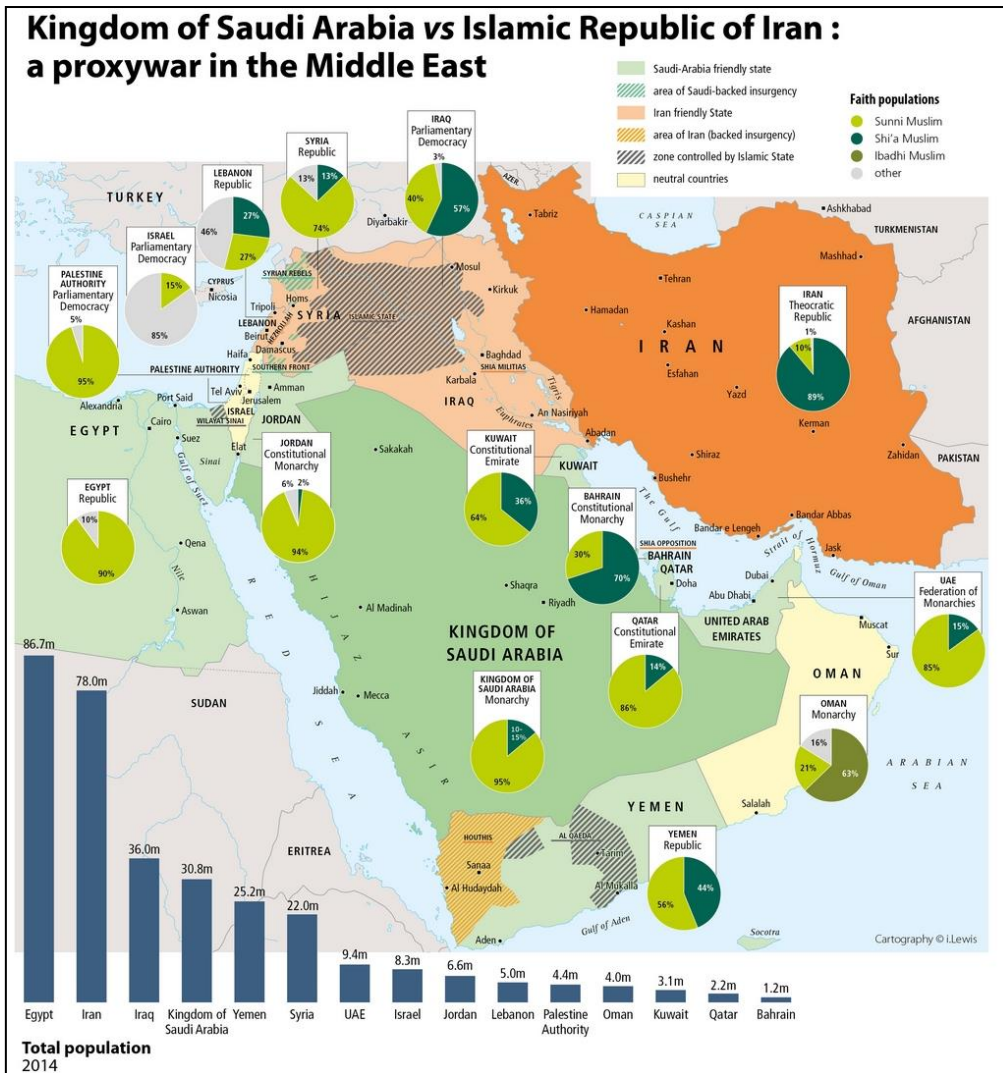 Kingdom of Saudi Arabia vs Islamic Republic of Iran :
a proxywar in the Middle East
Saudi-Arabia friendly state
area of Saudi-backed insurgency
Iran friendly State
area of Iran (backed insurgency)
zone controlled by Islamic State
neutral countries
Faith populations
Sunni Muslim
Shi'a Muslim
Ibadhi Muslim
other
IRAQ
Parliamentary
Democracy
3%
40%
57%
SYRIA
Republic
13%
13%
74%
LEBANON
Republic
27%
46%
27%
ISRAEL
Parliamentary
Democracy
15%
85%
PALESTINE
AUTHORITY
Parliamentary
Democracy
5%
95%
TURKEY
Diyarbakir
AZER
Tabriz
CASPIAN
SEA
Ashkhabad
TURKMENISTAN
Mashhad
AFGHANISTAN
PAKISTAN
CYPRUS
Nicosia
SYRIAN REBELS
Mosul
Kirkuk
Homs
Tripoli
SYRIA
ISLAMIC STATE
HEZBOLLAH
LEBANON
Beirut
Damascus
Haifa
SOUTHERN FRONT
PALESTINE AUTHORITY
Amman
Tel Aviv
Jerusalem
ISRAEL
WILAYAT SINAI
JORDAN
Elat
Sinai
Baghdad
SHIA MILITIAS
Karbala
Tigris
IRAQ
Euphrates
An Nasiriyah
Abadan
Tehran
Hamadan
Kashan
IRAN
Esfahan
Yazd
Kerman
Shiraz
Zahidan
Bushehr
Bandar Abbas
Bandar e Lengeh
Jask
IRAN
Theocratic
Republic
1%
10%
89%
Alexandria
Port Said
Cairo
Suez
EGYPT
Gulf of Suez
EGYPT
Republic
10%
90%
Qena
Nile
Aswan
JORDAN
Constitutional
Monarchy
6%
2%
94%
Sakakah
KUWAIT
Constitutional
Emirate
36%
64%
KUWAIT
The Gulf
BAHRAIN
Constitutional
Monarchy
30%
70%
SHIA OPPOSITION
BAHRAIN
QATAR
Doha
Strait of Hormuz
Gulf of Oman
Dubai
Abu Dhabi
UNITED ARAB
EMIRATES
UAE
Federation of
Monarchies
15%
85%
Muscat
Sur
OMAN
OMAN
Monarchy
16%
21%
63%
Salalah
ARABIAN
SEA
HIJAZ
ASIR
Al Madinah
Shaqra
Riyadh
KINGDOM OF
SAUDI ARABIA
Jiddah
Mecca
RED SEA
QATAR
Constitutional
Emirate
14%
86%
KINGDOM OF
SAUDI ARABIA
Monarchy
10-
15%
95%
SUDAN
ERITREA
YEMEN
HOUTHIS
Sanaa
Al Hudaydah
AL QAEDA
Tarim
Al Mukalla
Aden
Gulf of Aden
YEMEN
Republic
44%
56%
Socotra
Cartography © i.Lewis
86.7m
78.0m
36.0m
30.8m
25.2m
22.0m
9.4m
8.3m
6.6m
5.0m
4.4m
4.0m
3.1m
2.2m
1.2m
Egypt
Iran
Iraq
Kingdom of
Saudi Arabia
Yemen
Syria
UAE
Israel
Jordan
Lebanon
Palestine
Authority
Oman
Kuwait
Qatar
Bahrain
Total population
2014